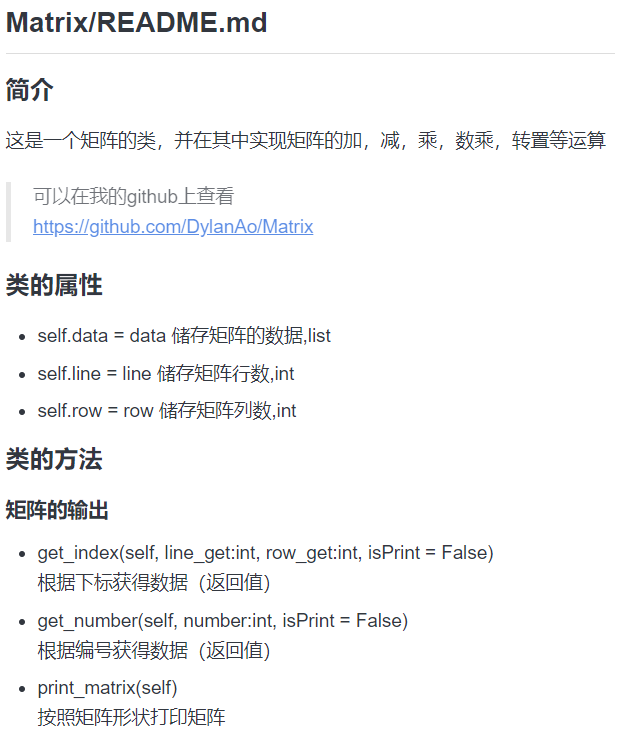 Matrix/README.md
简介
这是一个矩阵的类，并在其中实现矩阵的加，减，乘，数乘，转置等运算
可以在我的github上查看
https://github.com/DylanAo/Matrix
类的属性
self.data = data 储存矩阵的数据,list
self.line = line 储存矩阵行数,int
self.row = row 储存矩阵列数,int
类的方法
矩阵的输出
get_index(self, line_get:int, row_get:int, isPrint = False)
根据下标获得数据（返回值）
get_number(self, number:int, isPrint = False)
根据编号获得数据（返回值）
print_matrix(self)
按照矩阵形状打印矩阵